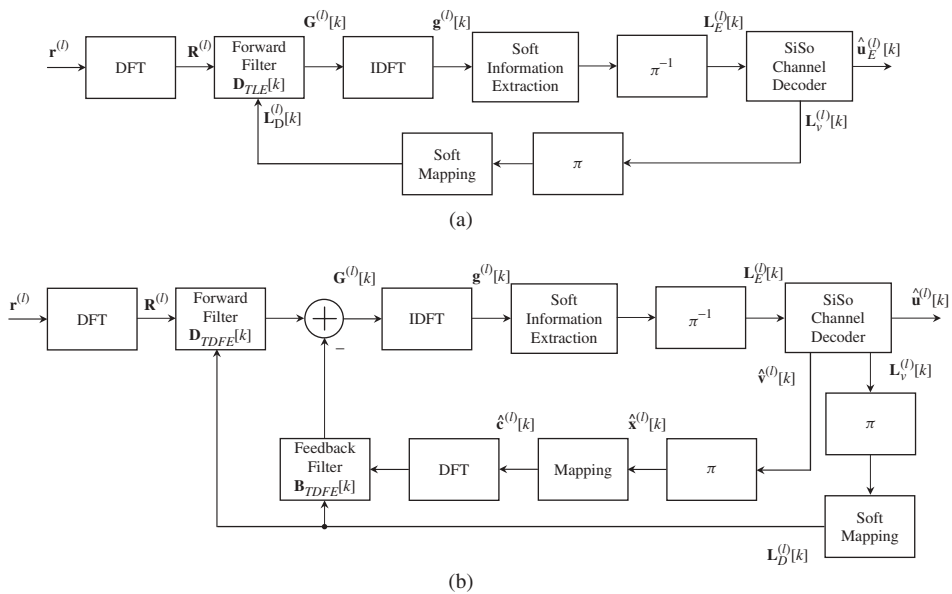 r^(l)
DFT
R^(l)
Forward
Filter
D_TLE[k]
G^(l)[k]
IDFT
g^(l)[k]
Soft
Information
Extraction
π^−1
L_E^(l)[k]
SiSo
Channel
Decoder
û_E^(l)[k]
L_D^(l)[k]
Soft
Mapping
π
L_v^(l)[k]
(a)
r^(l)
DFT
R^(l)
Forward
Filter
D_TDFE[k]
G^(l)[k]
−
IDFT
g^(l)[k]
Soft
Information
Extraction
π^−1
L_E^(l)[k]
SiSo
Channel
Decoder
û^(l)[k]
v̂^(l)[k]
L_v^(l)[k]
π
Feedback
Filter
B_TDFE[k]
DFT
ĉ^(l)[k]
Mapping
x̂^(l)[k]
π
Soft
Mapping
L_D^(l)[k]
(b)